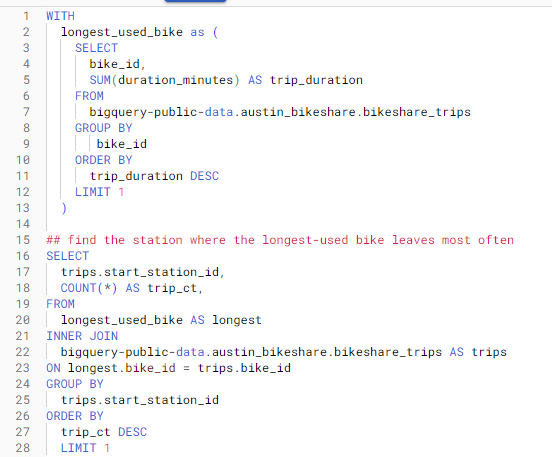 1 WITH
2 longest_used_bike as (
3 SELECT
4 bike_id,
5 SUM(duration_minutes) AS trip_duration
6 FROM
7 bigquery-public-data.austin_bikeshare.bikeshare_trips
8 GROUP BY
9 bike_id
10 ORDER BY
11 trip_duration DESC
12 LIMIT 1
13 )
14
15 ## find the station where the longest-used bike leaves most often
16 SELECT
17 trips.start_station_id,
18 COUNT(*) AS trip_ct,
19 FROM
20 longest_used_bike AS longest
21 INNER JOIN
22 bigquery-public-data.austin_bikeshare.bikeshare_trips AS trips
23 ON longest.bike_id = trips.bike_id
24 GROUP BY
25 trips.start_station_id
26 ORDER BY
27 trip_ct DESC
28 LIMIT 1